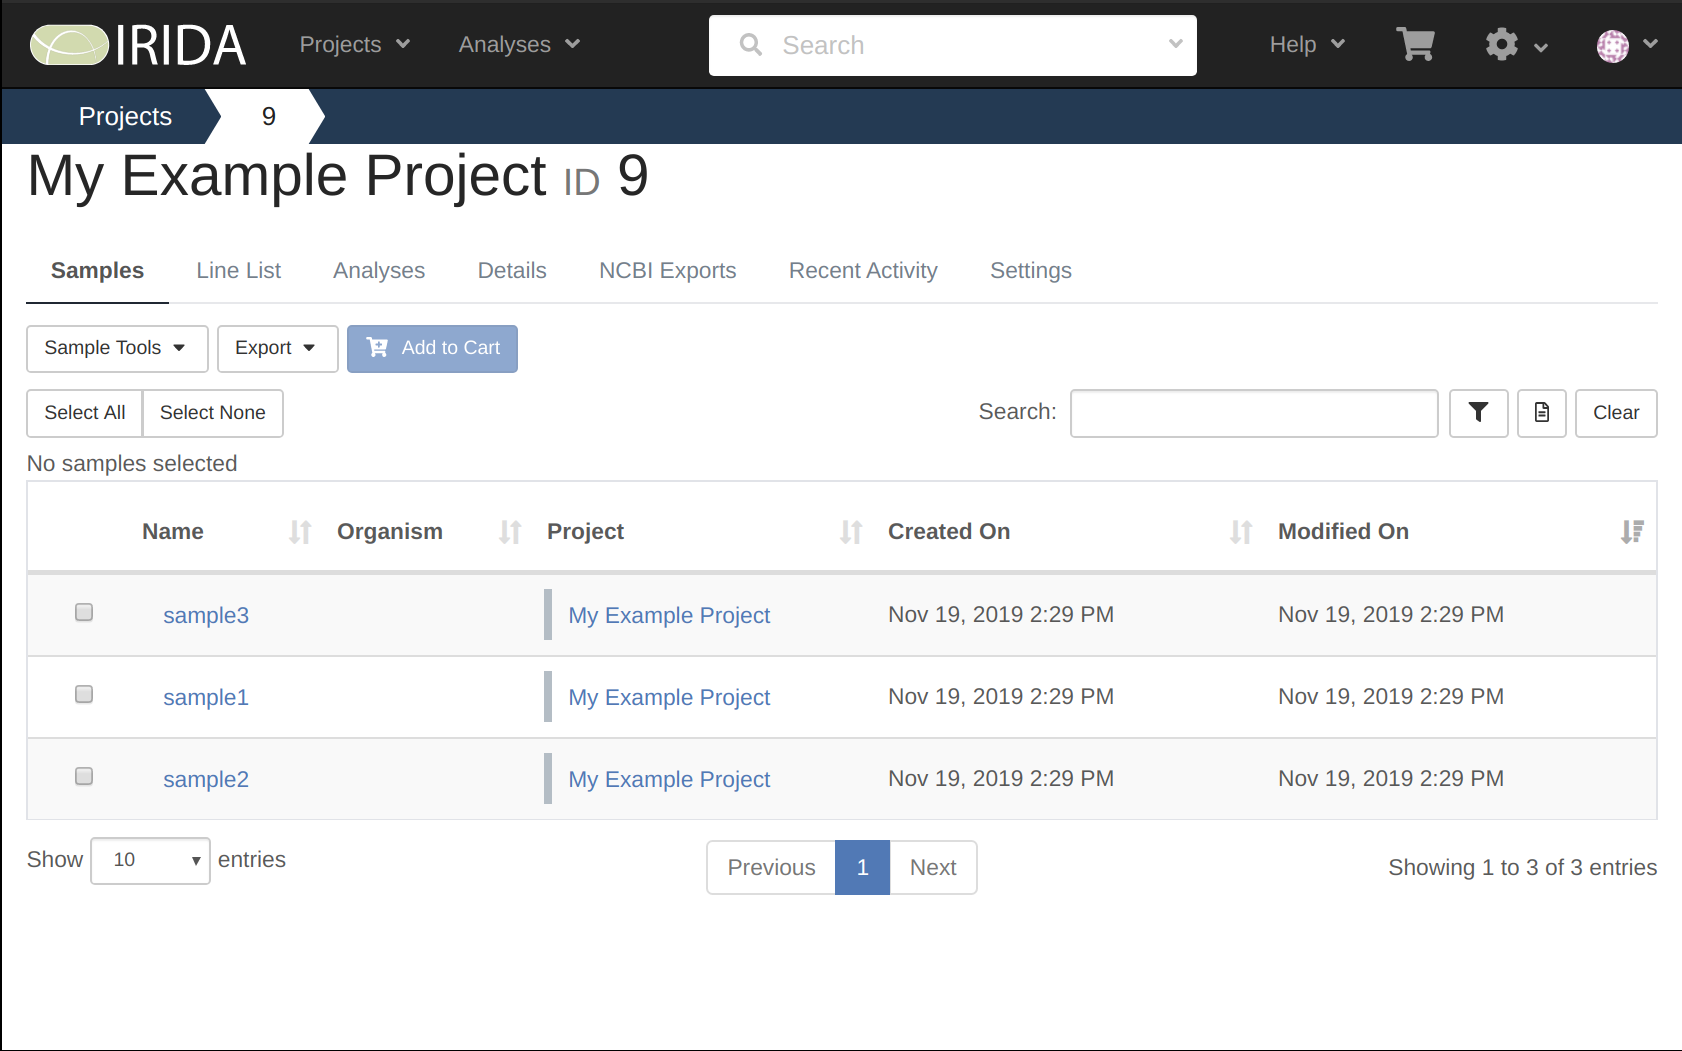 IRIDA Projects Analyses Search Help
Projects 9
My Example Project ID 9
Samples Line List Analyses Details NCBI Exports Recent Activity Settings
Sample Tools Export Add to Cart
Select All Select None Search: Clear
No samples selected
Name Organism Project Created On Modified On
sample3 My Example Project Nov 19, 2019 2:29 PM Nov 19, 2019 2:29 PM
sample1 My Example Project Nov 19, 2019 2:29 PM Nov 19, 2019 2:29 PM
sample2 My Example Project Nov 19, 2019 2:29 PM Nov 19, 2019 2:29 PM
Show 10 entries Previous 1 Next Showing 1 to 3 of 3 entries